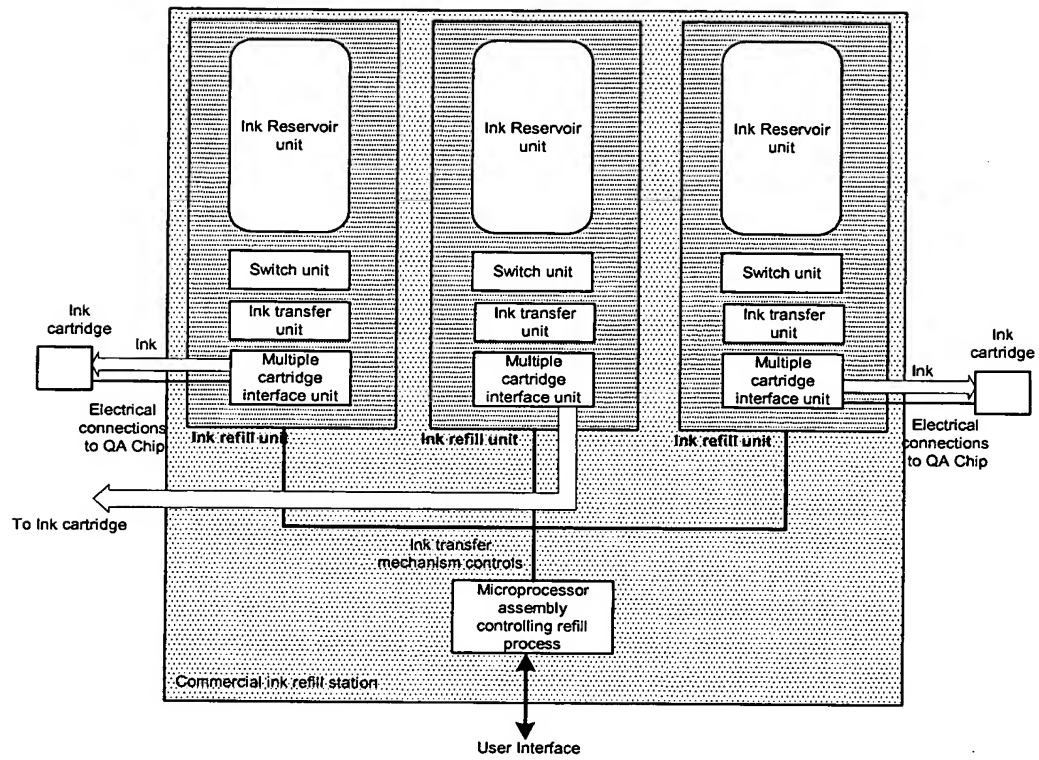 Ink Reservoir
unit
Ink Reservoir
unit
Ink Reservoir
unit
Switch unit
Switch unit
Switch unit
Ink transfer
unit
Ink transfer
unit
Ink transfer
unit
Ink
cartridge
Ink
Multiple
cartridge
interface unit
Multiple
cartridge
interface unit
Multiple
cartridge
interface unit
Ink
Ink
cartridge
Electrical
connections
to QA Chip
Ink refill unit
Ink refill unit
Ink refill unit
Electrical
connections
to QA Chip
To Ink cartridge
Ink transfer
mechanism controls
Microprocessor
assembly
controlling refill
process
Commercial ink refill station
User Interface